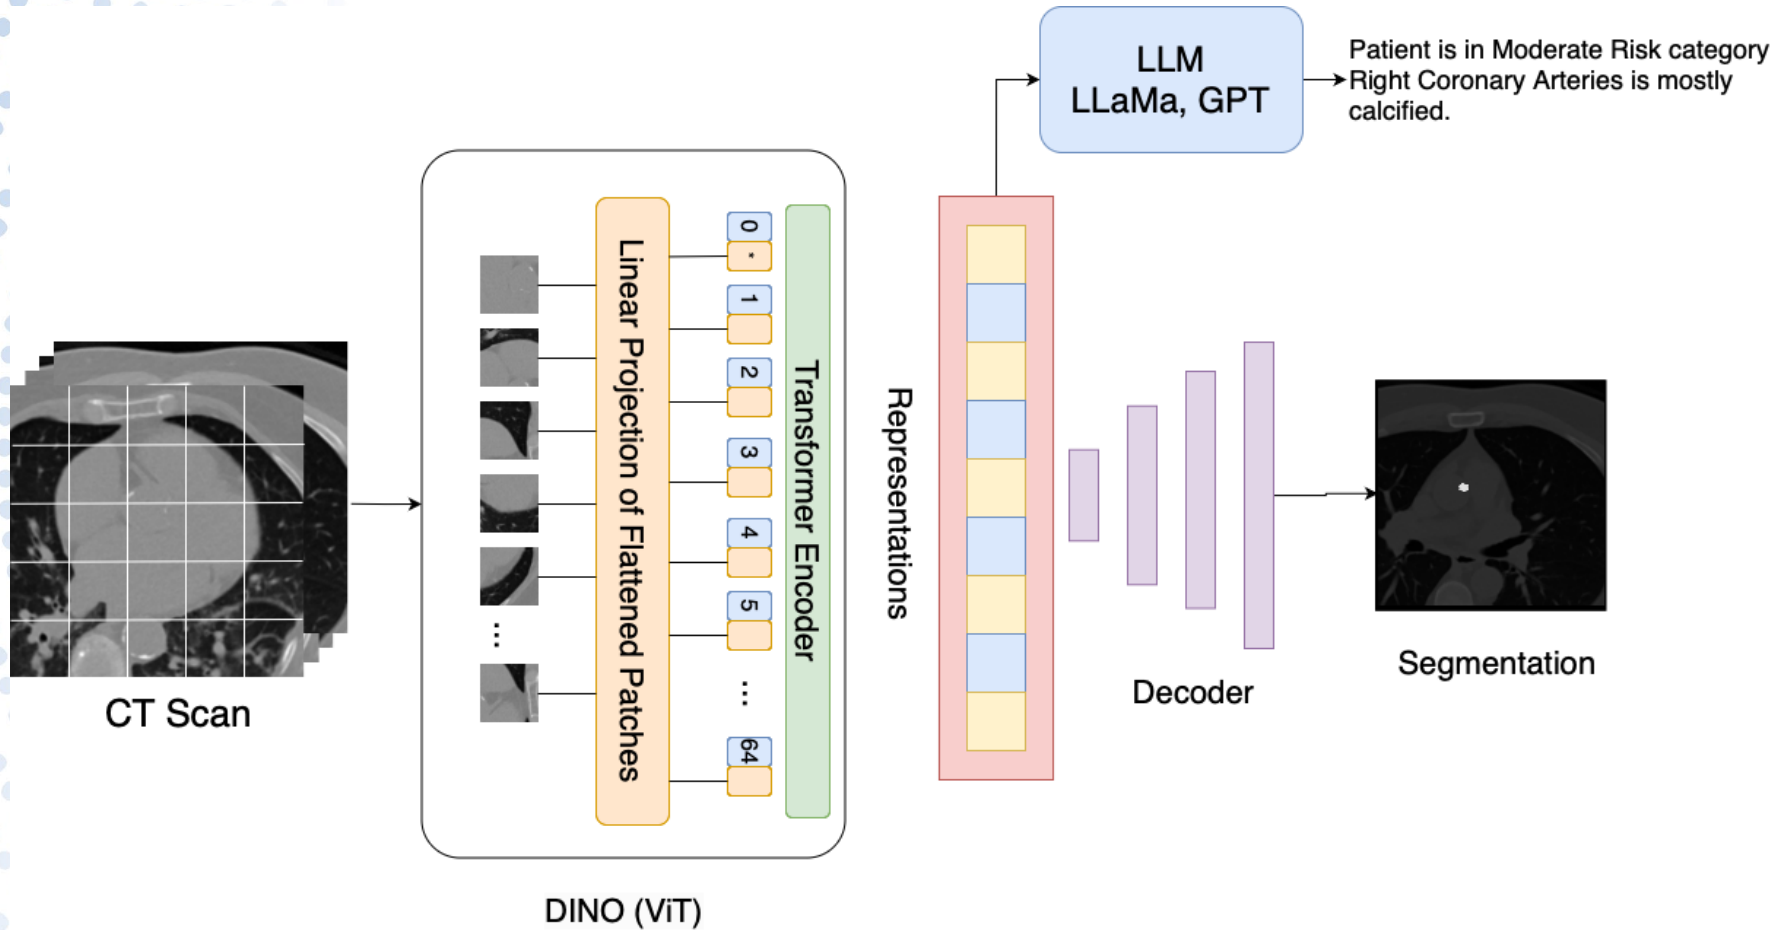 LLM
LLaMa, GPT
Patient is in Moderate Risk category
Right Coronary Arteries is mostly
calcified.
CT Scan
Linear Projection of Flattened Patches
0
*
1
2
3
4
5
...
...
64
Transformer Encoder
DINO (ViT)
Representations
Decoder
Segmentation